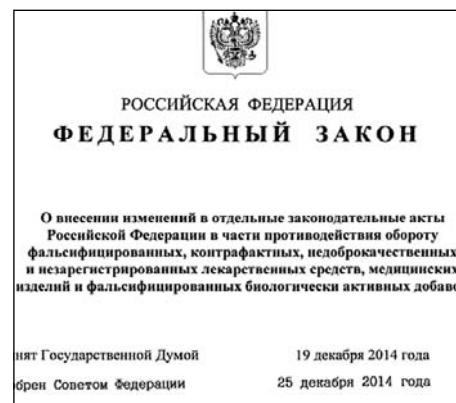 РОССИЙСКАЯ ФЕДЕРАЦИЯ
ФЕДЕРАЛЬНЫЙ ЗАКОН
О внесении изменений в отдельные законодательные акты
Российской Федерации в части противодействия обороту
фальсифицированных, контрафактных, недоброкачественных
и незарегистрированных лекарственных средств, медицинских
изделий и фальсифицированных биологически активных добаво
нят Государственной Думой 19 декабря 2014 года
брен Советом Федерации 25 декабря 2014 года